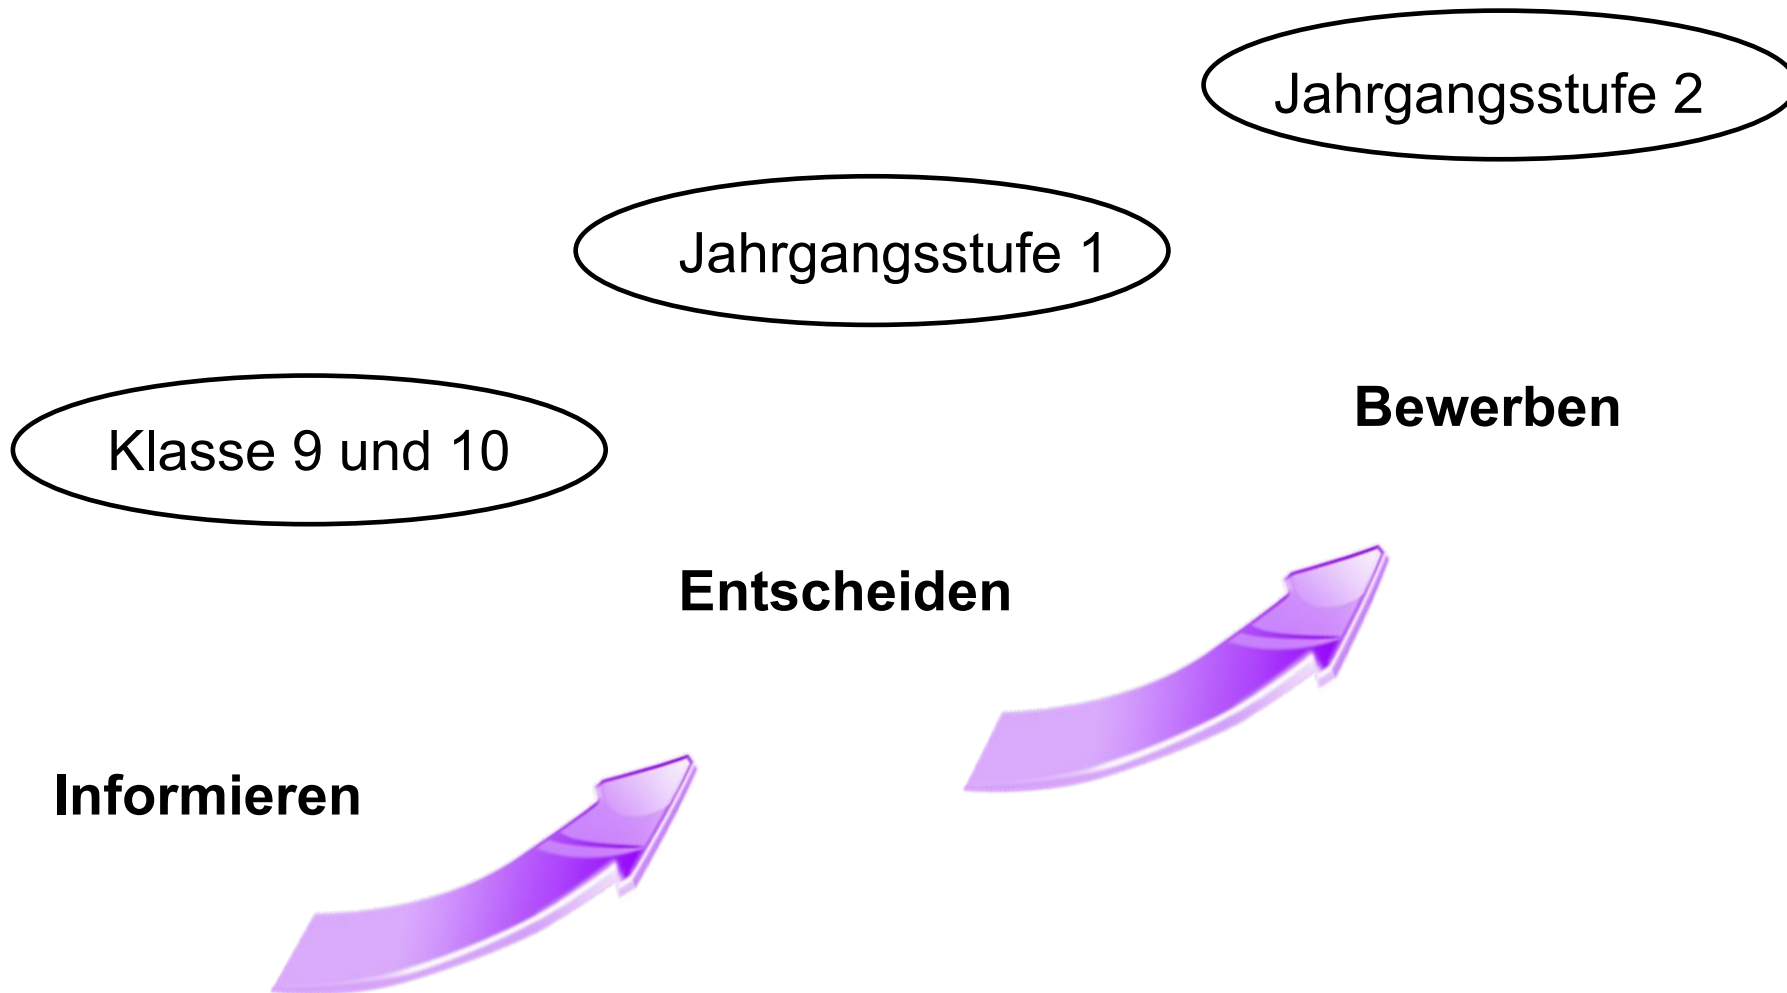 Jahrgangsstufe 2
Jahrgangsstufe 1
Klasse 9 und 10
Bewerben
Entscheiden
Informieren